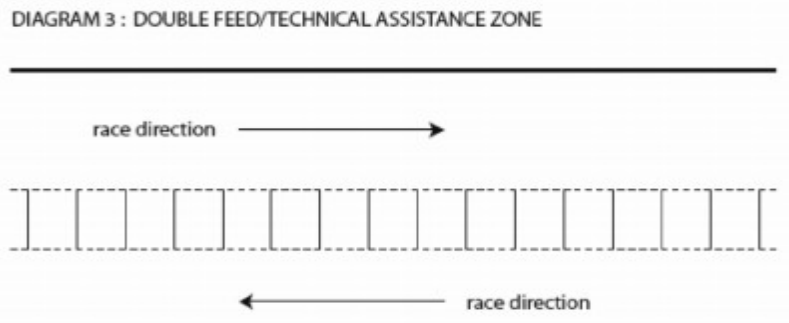 DIAGRAM 3 : DOUBLE FEED/TECHNICAL ASSISTANCE ZONE
race direction
race direction